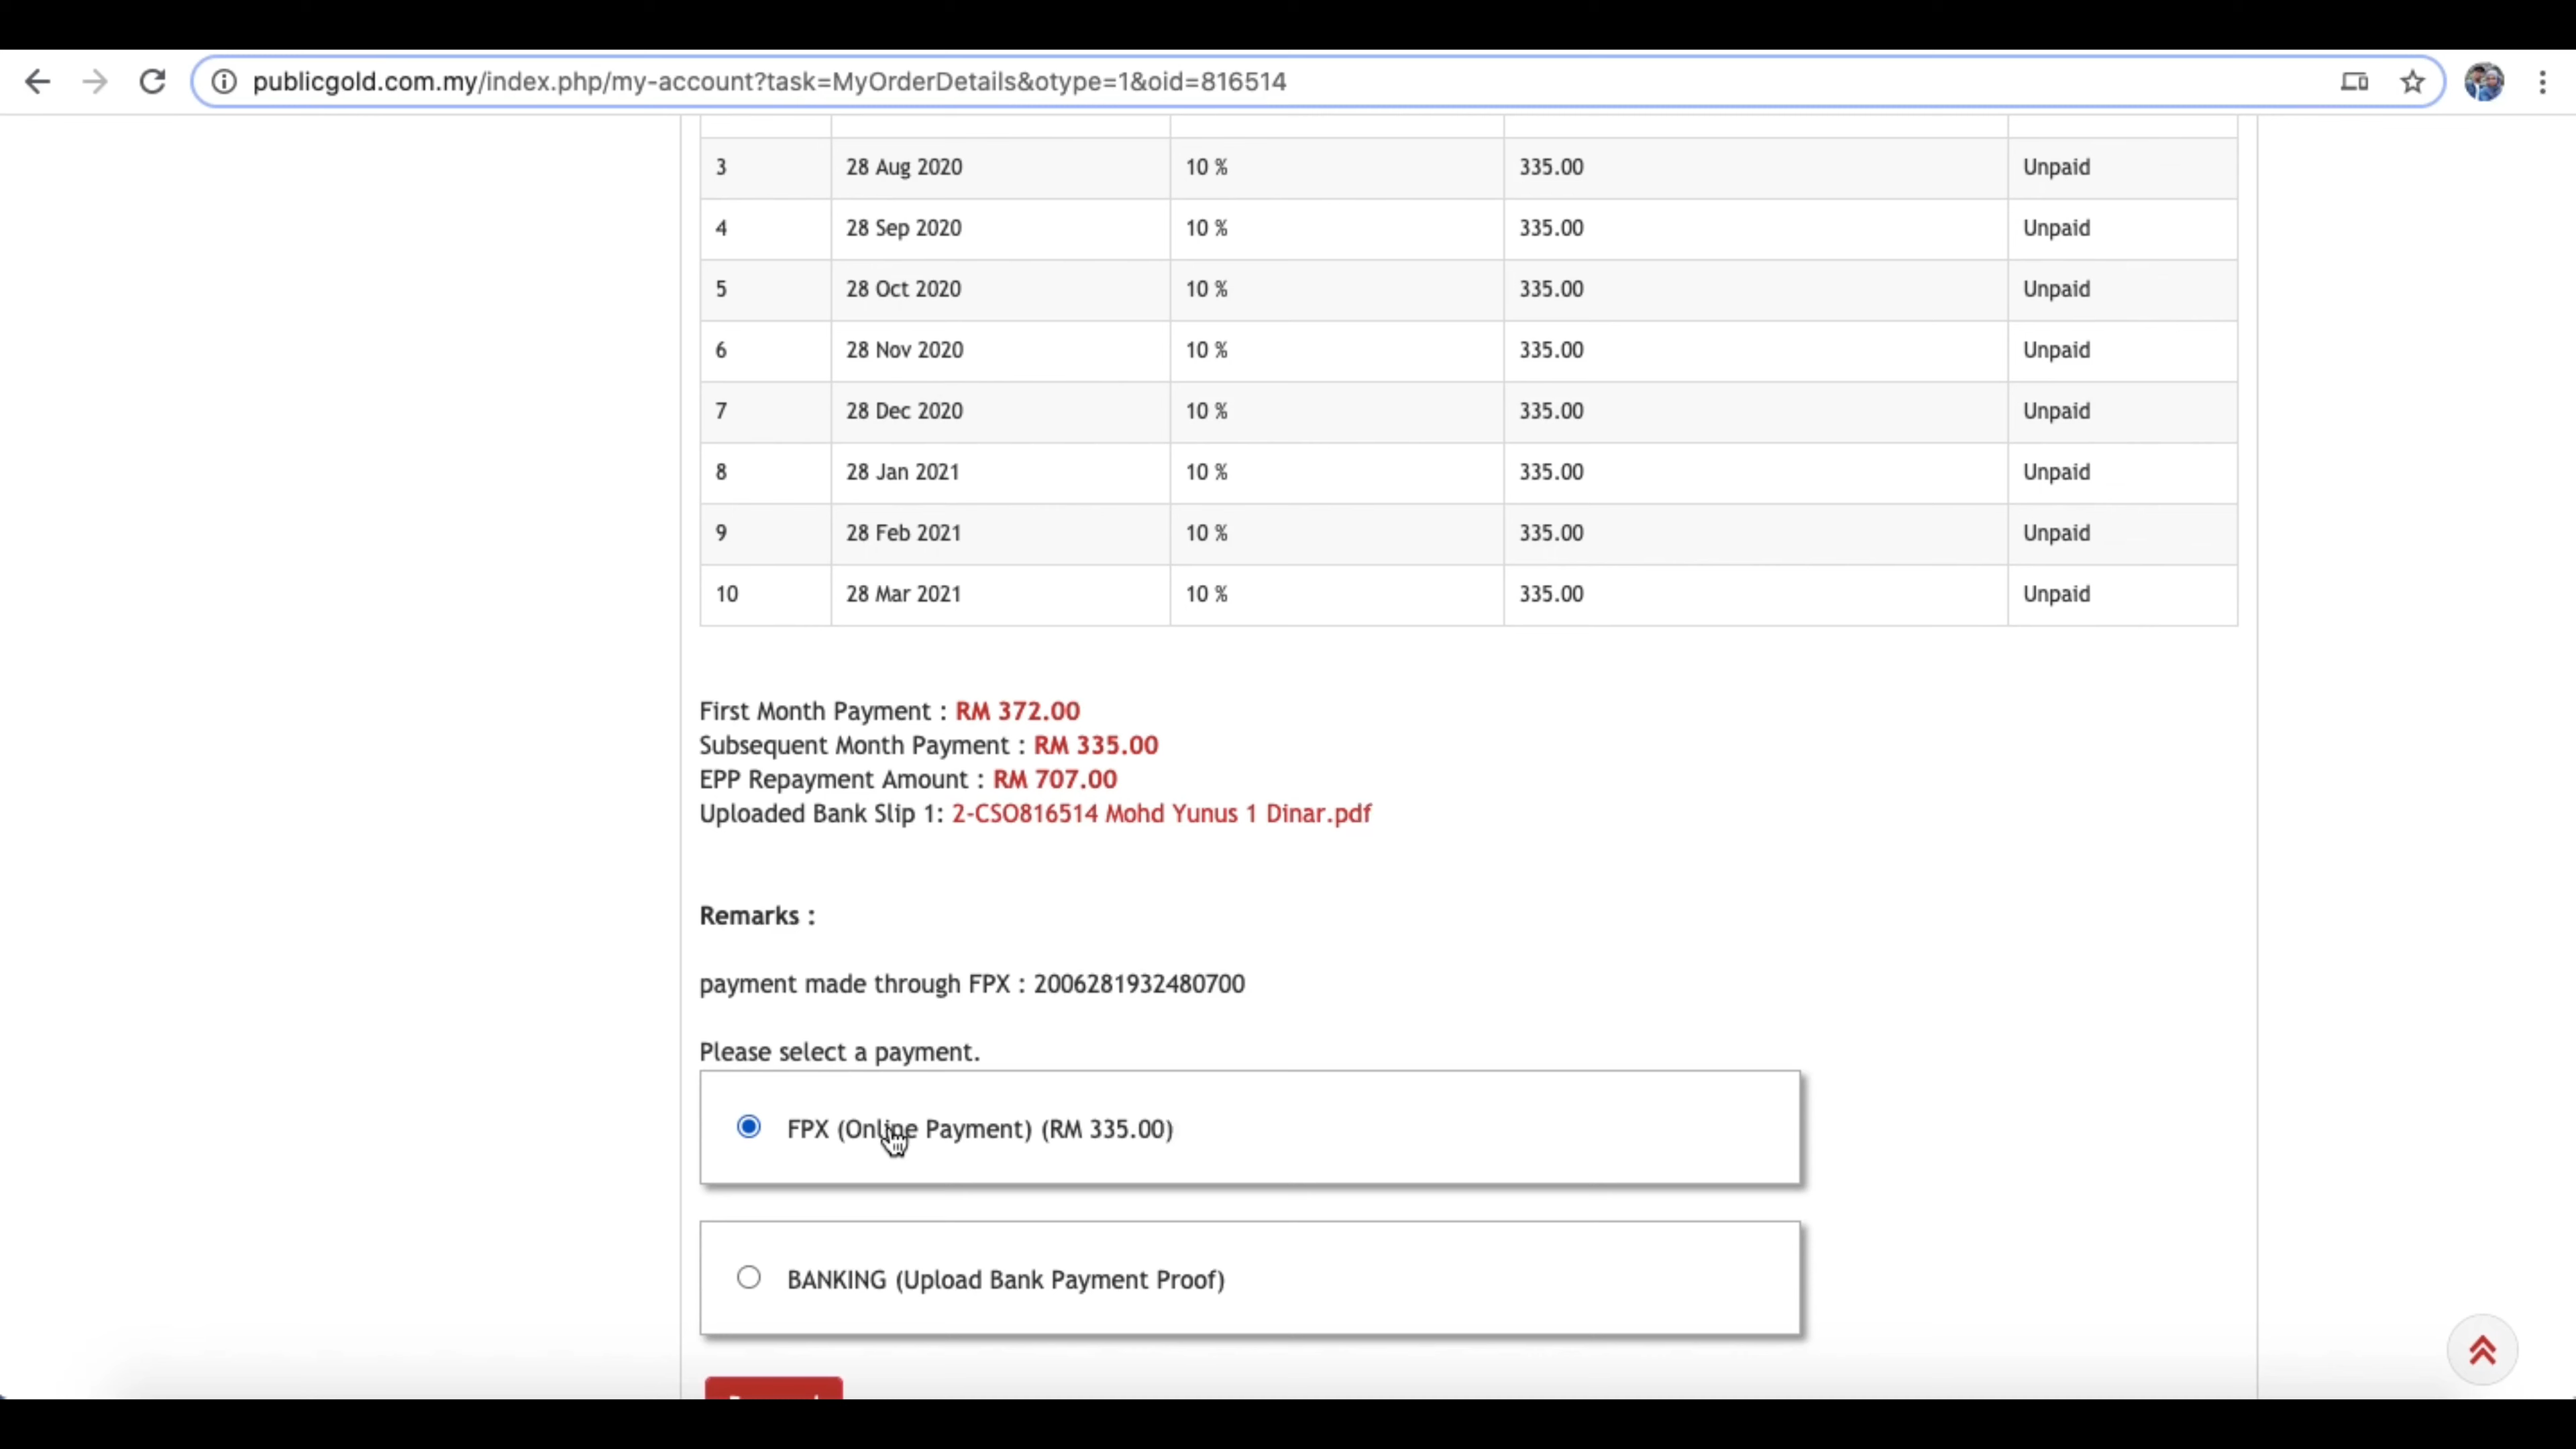 publicgold.com.my/index.php/my-account?task=MyOrderDetails&otype=1&oid=816514
3 28 Aug 2020 10 % 335.00 Unpaid
4 28 Sep 2020 10 % 335.00 Unpaid
5 28 Oct 2020 10 % 335.00 Unpaid
6 28 Nov 2020 10 % 335.00 Unpaid
7 28 Dec 2020 10 % 335.00 Unpaid
8 28 Jan 2021 10 % 335.00 Unpaid
9 28 Feb 2021 10 % 335.00 Unpaid
10 28 Mar 2021 10 % 335.00 Unpaid
First Month Payment : RM 372.00
Subsequent Month Payment : RM 335.00
EPP Repayment Amount : RM 707.00
Uploaded Bank Slip 1: 2-CSO816514 Mohd Yunus 1 Dinar.pdf
Remarks :
payment made through FPX : 2006281932480700
Please select a payment.
FPX (Online Payment) (RM 335.00)
BANKING (Upload Bank Payment Proof)